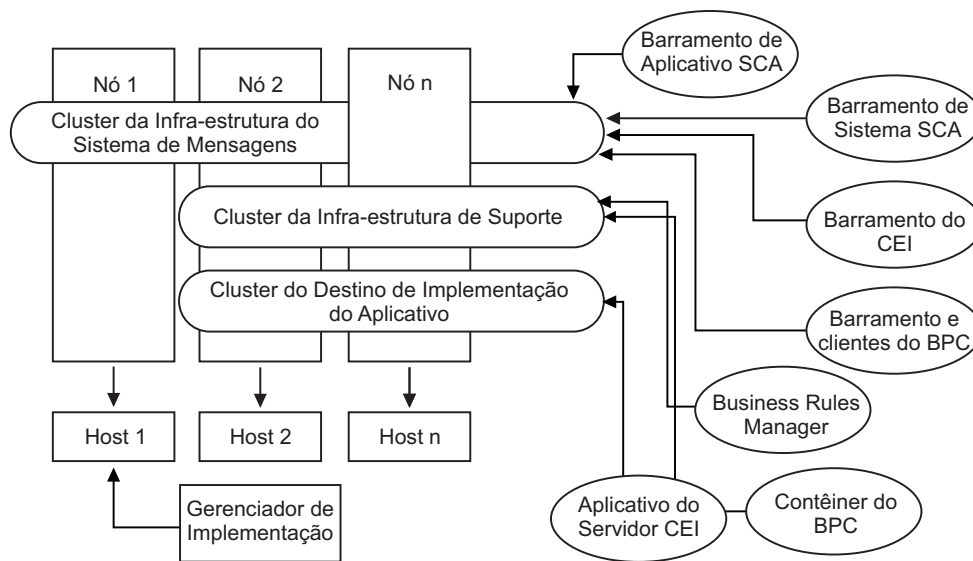 Nó 1
Nó 2
Nó n
Cluster da Infra-estrutura do
Sistema de Mensagens
Cluster da Infra-estrutura de Suporte
Cluster do Destino de Implementação
do Aplicativo
Host 1
Host 2
Host n
Gerenciador de
Implementação
Barramento de
Aplicativo SCA
Barramento de
Sistema SCA
Barramento do
CEI
Barramento e
clientes do BPC
Business Rules
Manager
Aplicativo do
Servidor CEI
Contêiner do
BPC